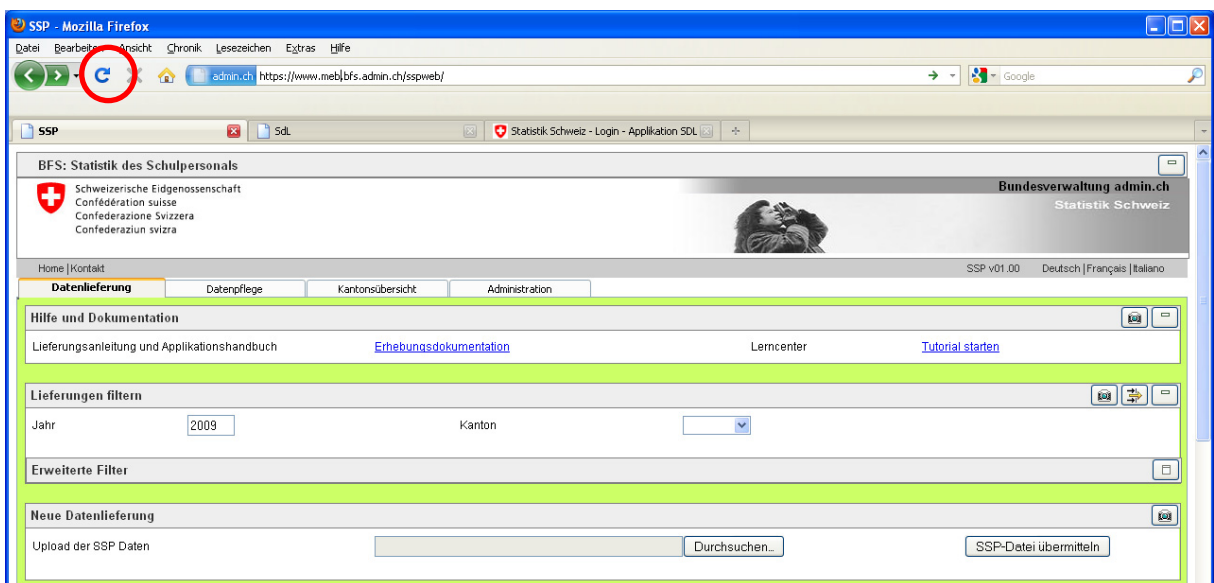 SSP - Mozilla Firefox
Datei Bearbeiten Ansicht Chronik Lesezeichen Extras Hilfe
admin.ch https://www.meb.bfs.admin.ch/sspweb/ Google
SSP SdL Statistik Schweiz - Login - Applikation SDL
BFS: Statistik des Schulpersonals
Schweizerische Eidgenossenschaft
Confédération suisse
Confederazione Svizzera
Confederaziun svizra
Bundesverwaltung admin.ch
Statistik Schweiz
Home | Kontakt SSP v01.00 Deutsch | Français | Italiano
Datenlieferung Datenpflege Kantonsübersicht Administration
Hilfe und Dokumentation
Lieferungsanleitung und Applikationshandbuch Erhebungsdokumentation Lerncenter Tutorial starten
Lieferungen filtern
Jahr 2009 Kanton
Erweiterte Filter
Neue Datenlieferung
Upload der SSP Daten Durchsuchen... SSP-Datei übermitteln